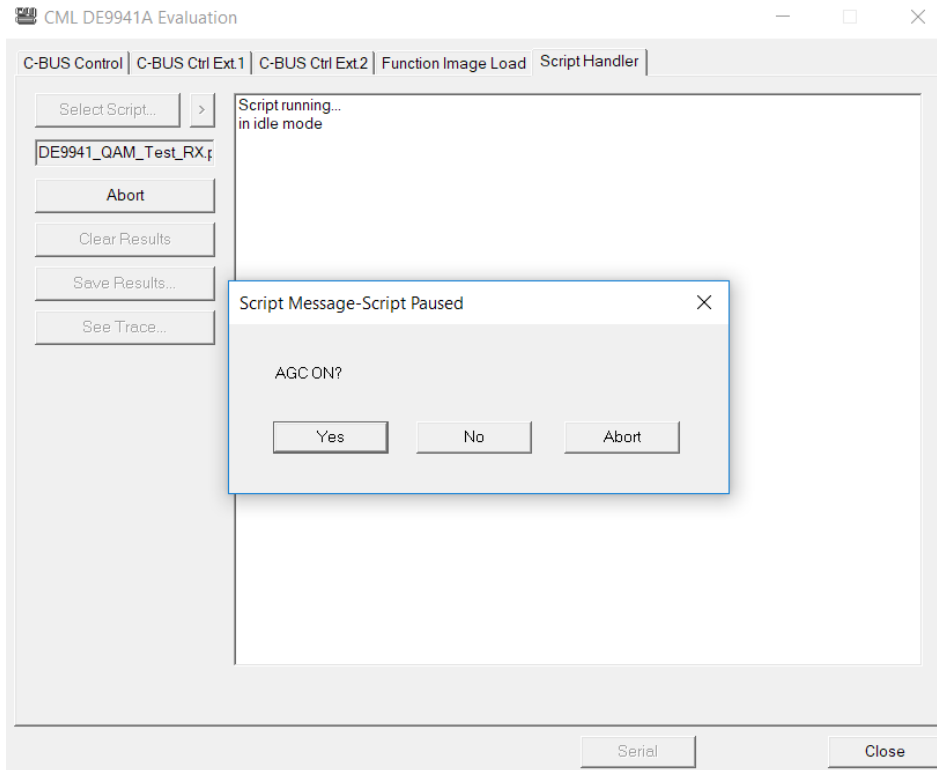 CML DE9941A Evaluation
C-BUS Control C-BUS Ctrl Ext.1 C-BUS Ctrl Ext.2 Function Image Load Script Handler
Select Script... >
DE9941_QAM_Test_RX.p
Abort
Clear Results
Save Results...
See Trace...
Script running...
in idle mode
Script Message-Script Paused
AGC ON?
Yes No Abort
Serial Close